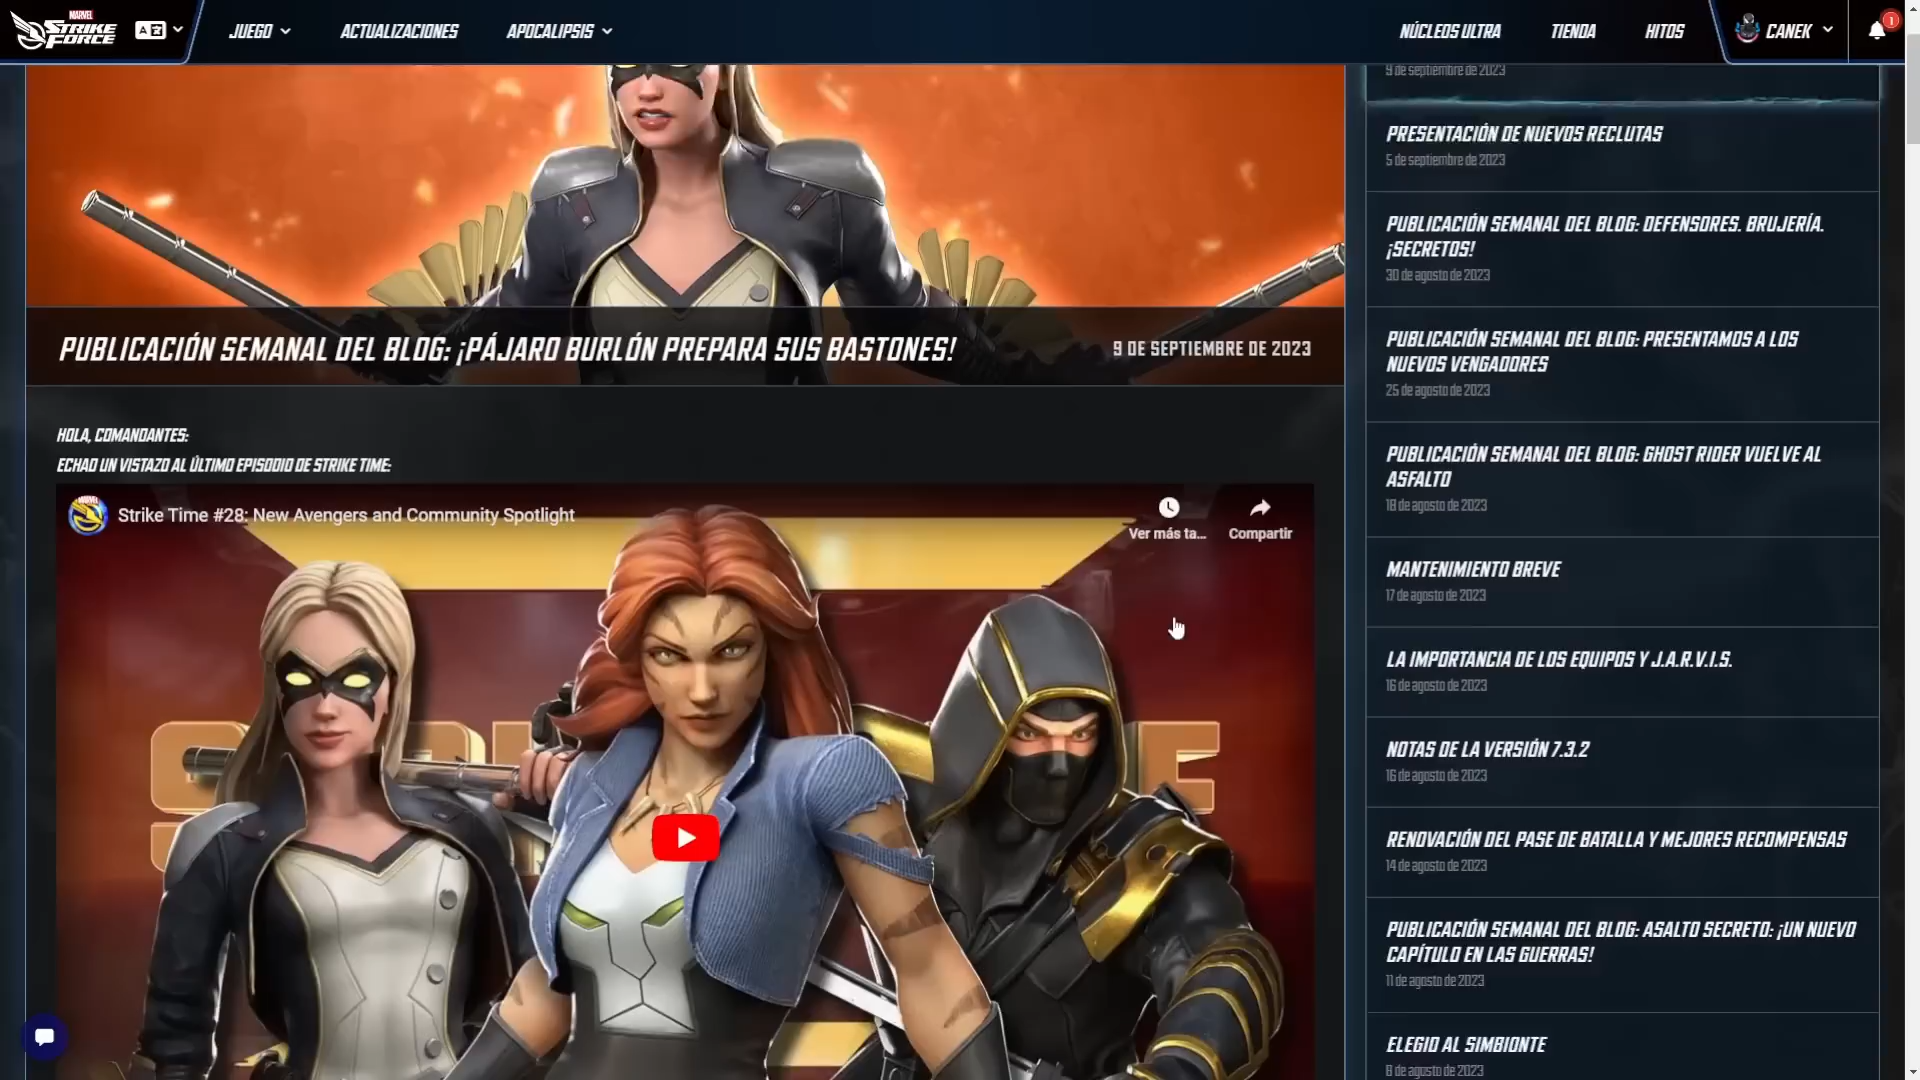 MARVEL
STRIKE
FORCE
JUEGO
ACTUALIZACIONES
APOCALIPSIS
NÚCLEOS ULTRA
TIENDA
HITOS
CANEK
1
PUBLICACIÓN SEMANAL DEL BLOG: ¡PÁJARO BURLÓN PREPARA SUS BASTONES!
9 DE SEPTIEMBRE DE 2023
HOLA, COMANDANTES:
ECHAD UN VISTAZO AL ÚLTIMO EPISODIO DE STRIKE TIME:
Strike Time #28: New Avengers and Community Spotlight
Ver más ta...
Compartir
9 de septiembre de 2023
PRESENTACIÓN DE NUEVOS RECLUTAS
5 de septiembre de 2023
PUBLICACIÓN SEMANAL DEL BLOG: DEFENSORES. BRUJERÍA.
¡SECRETOS!
30 de agosto de 2023
PUBLICACIÓN SEMANAL DEL BLOG: PRESENTAMOS A LOS
NUEVOS VENGADORES
25 de agosto de 2023
PUBLICACIÓN SEMANAL DEL BLOG: GHOST RIDER VUELVE AL
ASFALTO
18 de agosto de 2023
MANTENIMIENTO BREVE
17 de agosto de 2023
LA IMPORTANCIA DE LOS EQUIPOS Y J.A.R.V.I.S.
16 de agosto de 2023
NOTAS DE LA VERSIÓN 7.3.2
16 de agosto de 2023
RENOVACIÓN DEL PASE DE BATALLA Y MEJORES RECOMPENSAS
14 de agosto de 2023
PUBLICACIÓN SEMANAL DEL BLOG: ASALTO SECRETO: ¡UN NUEVO
CAPÍTULO EN LAS GUERRAS!
11 de agosto de 2023
ELEGID AL SIMBIONTE
8 de agosto de 2023